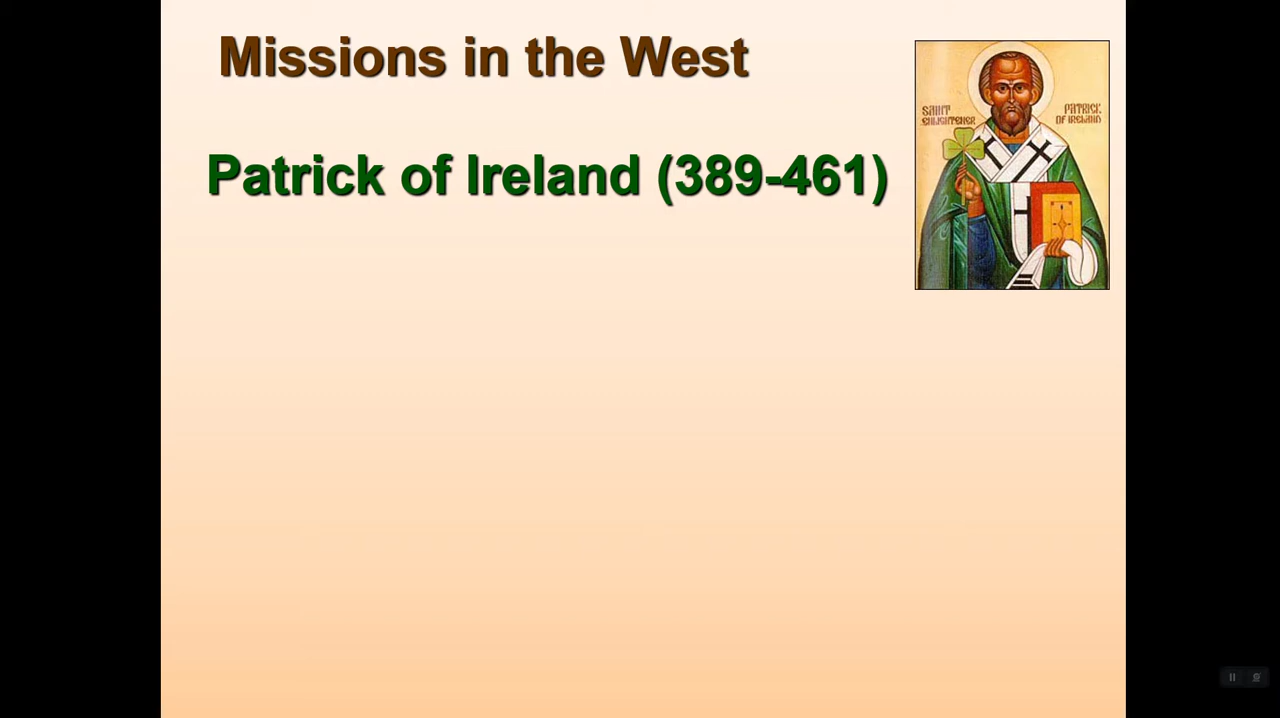 Missions in the West
Patrick of Ireland (389-461)
SAINT
ENLIGHTENER
PATRICK
OF IRELAND